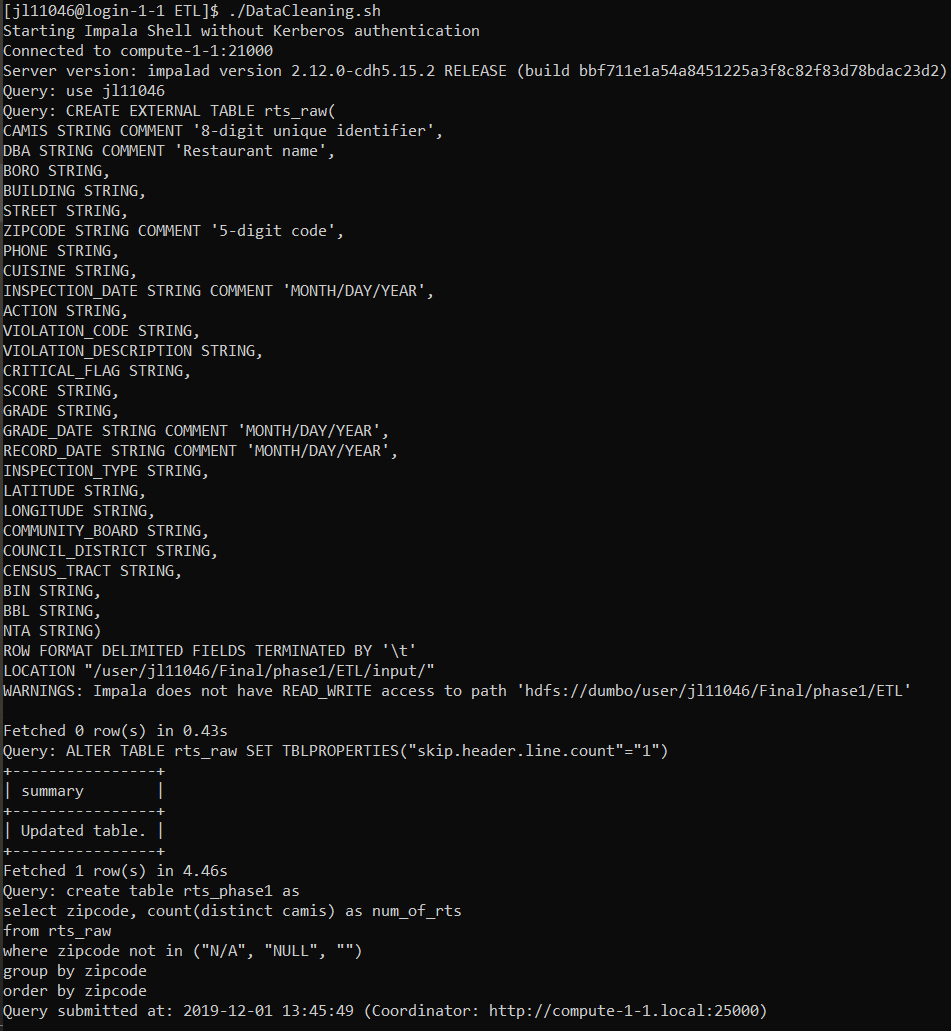 [jl11046@login-1-1 ETL]$ ./DataCleaning.sh
Starting Impala Shell without Kerberos authentication
Connected to compute-1-1:21000
Server version: impalad version 2.12.0-cdh5.15.2 RELEASE (build bbf711e1a54a8451225a3f8c82f83d78bdac23d2)
Query: use jl11046
Query: CREATE EXTERNAL TABLE rts_raw(
CAMIS STRING COMMENT '8-digit unique identifier',
DBA STRING COMMENT 'Restaurant name',
BORO STRING,
BUILDING STRING,
STREET STRING,
ZIPCODE STRING COMMENT '5-digit code',
PHONE STRING,
CUISINE STRING,
INSPECTION_DATE STRING COMMENT 'MONTH/DAY/YEAR',
ACTION STRING,
VIOLATION_CODE STRING,
VIOLATION_DESCRIPTION STRING,
CRITICAL_FLAG STRING,
SCORE STRING,
GRADE STRING,
GRADE_DATE STRING COMMENT 'MONTH/DAY/YEAR',
RECORD_DATE STRING COMMENT 'MONTH/DAY/YEAR',
INSPECTION_TYPE STRING,
LATITUDE STRING,
LONGITUDE STRING,
COMMUNITY_BOARD STRING,
COUNCIL_DISTRICT STRING,
CENSUS_TRACT STRING,
BIN STRING,
BBL STRING,
NTA STRING)
ROW FORMAT DELIMITED FIELDS TERMINATED BY '\t'
LOCATION "/user/jl11046/Final/phase1/ETL/input/"
WARNINGS: Impala does not have READ_WRITE access to path 'hdfs://dumbo/user/jl11046/Final/phase1/ETL'
Fetched 0 row(s) in 0.43s
Query: ALTER TABLE rts_raw SET TBLPROPERTIES("skip.header.line.count"="1")
+----------------+
| summary        |
+----------------+
| Updated table. |
+----------------+
Fetched 1 row(s) in 4.46s
Query: create table rts_phase1 as
select zipcode, count(distinct camis) as num_of_rts
from rts_raw
where zipcode not in ("N/A", "NULL", "")
group by zipcode
order by zipcode
Query submitted at: 2019-12-01 13:45:49 (Coordinator: http://compute-1-1.local:25000)